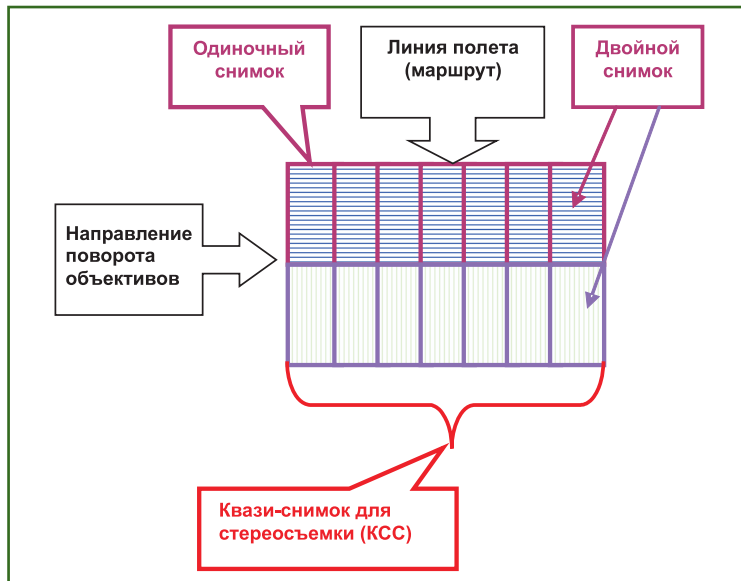 Одиночный
снимок
Линия полета
(маршрут)
Двойной
снимок
Направление
поворота
объективов
Квази-снимок для
стереосъемки (КСС)